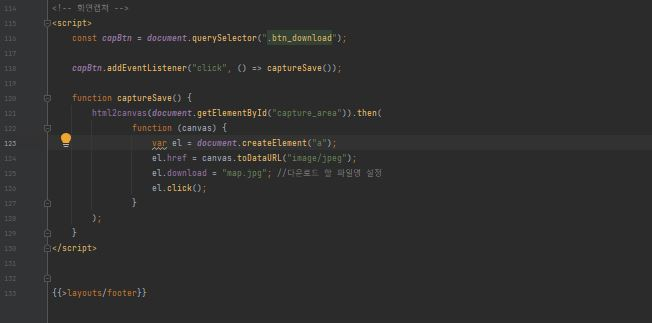 114 <!-- 화면캡쳐 -->
115 <script>
116 const capBtn = document.querySelector(".btn_download");
117
118 capBtn.addEventListener("click", () => captureSave());
119
120 function captureSave() {
121 html2canvas(document.getElementById("capture_area")).then(
122 function (canvas) {
123 var el = document.createElement("a");
124 el.href = canvas.toDataURL("image/jpeg");
125 el.download = "map.jpg"; //다운로드 할 파일명 설정
126 el.click();
127 }
128 );
129 }
130 </script>
131
132
133 {{>layouts/footer}}